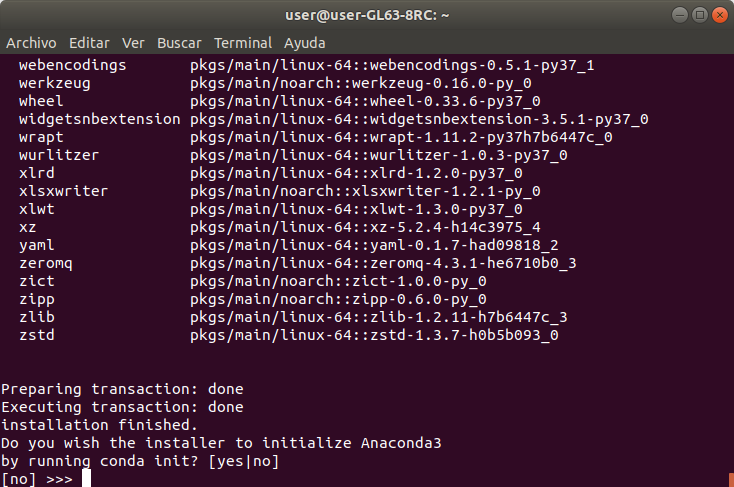 user@user-GL63-8RC: ~
Archivo Editar Ver Buscar Terminal Ayuda
webencodings pkgs/main/linux-64::webencodings-0.5.1-py37_1
werkzeug pkgs/main/noarch::werkzeug-0.16.0-py_0
wheel pkgs/main/linux-64::wheel-0.33.6-py37_0
widgetsnbextension pkgs/main/linux-64::widgetsnbextension-3.5.1-py37_0
wrapt pkgs/main/linux-64::wrapt-1.11.2-py37h7b6447c_0
wurlitzer pkgs/main/linux-64::wurlitzer-1.0.3-py37_0
xlrd pkgs/main/linux-64::xlrd-1.2.0-py37_0
xlsxwriter pkgs/main/noarch::xlsxwriter-1.2.1-py_0
xlwt pkgs/main/linux-64::xlwt-1.3.0-py37_0
xz pkgs/main/linux-64::xz-5.2.4-h14c3975_4
yaml pkgs/main/linux-64::yaml-0.1.7-had09818_2
zeromq pkgs/main/linux-64::zeromq-4.3.1-he6710b0_3
zict pkgs/main/noarch::zict-1.0.0-py_0
zipp pkgs/main/noarch::zipp-0.6.0-py_0
zlib pkgs/main/linux-64::zlib-1.2.11-h7b6447c_3
zstd pkgs/main/linux-64::zstd-1.3.7-h0b5b093_0
Preparing transaction: done
Executing transaction: done
installation finished.
Do you wish the installer to initialize Anaconda3
by running conda init? [yes|no]
[no] >>>